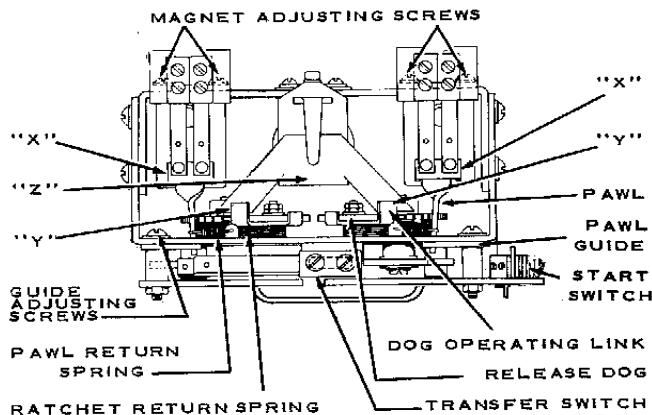 MAGNET ADJUSTING SCREWS
"X"
"X"
"Y"
"Z"
PAWL
"Y"
PAWL
GUIDE
GUIDE
ADJUSTING
SCREWS
START
SWITCH
PAWL RETURN
SPRING
DOG OPERATING LINK
RELEASE DOG
RATCHET RETURN SPRING
TRANSFER SWITCH